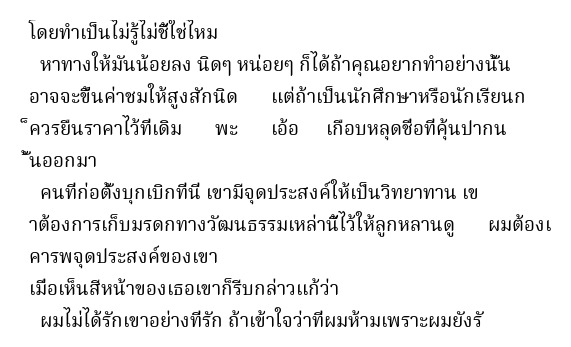 โดยทำเป็นไม่รู้ไม่ชี้ใช่ไหม
หาทางให้มันน้อยลง นิดๆ หน่อยๆ ก็ได้ถ้าคุณอยากทำอย่างนั้น
อาจจะขึ้นค่าชมให้สูงสักนิด แต่ถ้าเป็นนักศึกษาหรือนักเรียนก
็ควรยืนราคาไว้ที่เดิม พะ เอ้อ เกือบหลุดชื่อที่คุ้นปากน
ั้นออกมา
คนที่ก่อตั้งบุกเบิกที่นี่ เขามีจุดประสงค์ให้เป็นวิทยาทาน เข
าต้องการเก็บมรดกทางวัฒนธรรมเหล่านี้ไว้ให้ลูกหลานดู ผมต้องเ
คารพจุดประสงค์ของเขา
เมื่อเห็นสีหน้าของเธอเขาก็รีบกล่าวแก้ว่า
ผมไม่ได้รักเขาอย่างที่รัก ถ้าเข้าใจว่าที่ผมห้ามเพราะผมยังรั